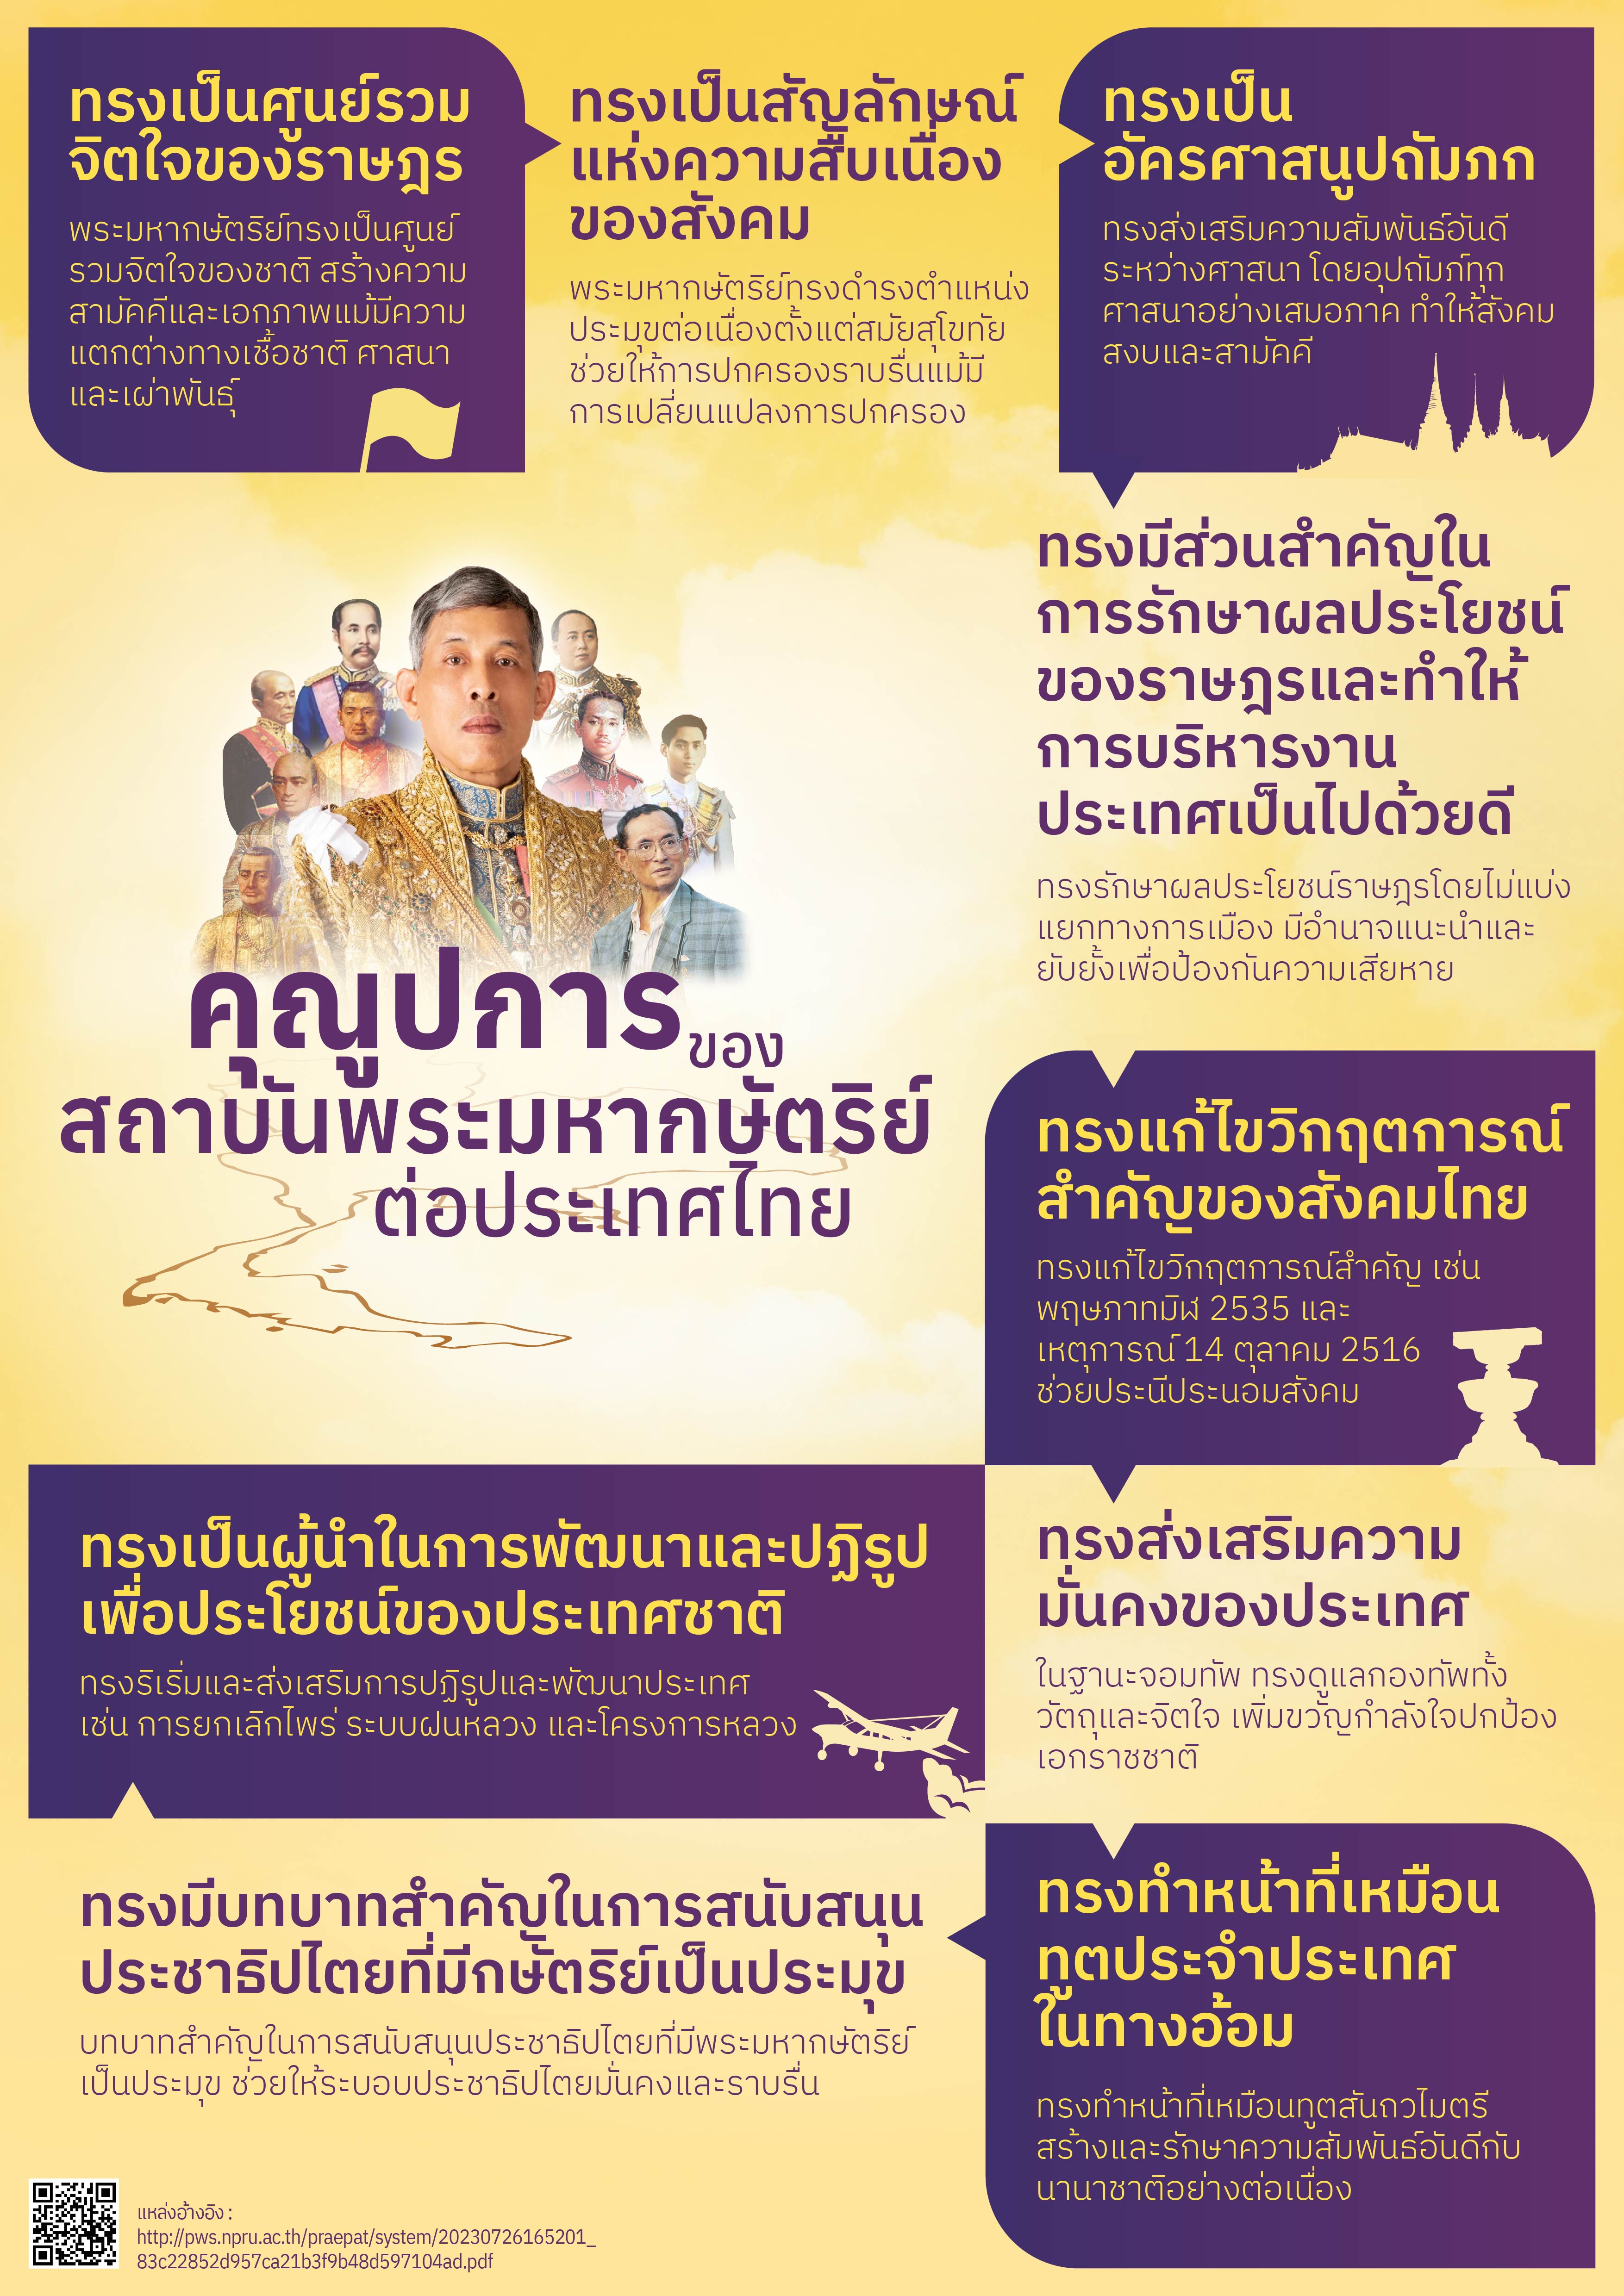 ทรงเป็นศูนย์รวม
จิตใจของราษฎร
พระมหากษัตริย์ทรงเป็นศูนย์
รวมจิตใจของชาติ สร้างความ
สามัคคีและเอกภาพแม้มีความ
แตกต่างทางเชื้อชาติ ศาสนา
และเผ่าพันธุ์
ทรงเป็นสัญลักษณ์
แห่งความสืบเนื่อง
ของสังคม
พระมหากษัตริย์ทรงดำรงตำแหน่ง
ประมุขต่อเนื่องตั้งแต่สมัยสุโขทัย
ช่วยให้การปกครองราบรื่นแม้มี
การเปลี่ยนแปลงการปกครอง
ทรงเป็น
อัครศาสนูปถัมภก
ทรงส่งเสริมความสัมพันธ์อันดี
ระหว่างศาสนา โดยอุปถัมภ์ทุก
ศาสนาอย่างเสมอภาค ทำให้สังคม
สงบและสามัคคี
ทรงมีส่วนสำคัญใน
การรักษาผลประโยชน์
ของราษฎรและทำให้
การบริหารงาน
ประเทศเป็นไปด้วยดี
ทรงรักษาผลประโยชน์ราษฎรโดยไม่แบ่ง
แยกทางการเมือง มีอำนาจแนะนำและ
ยับยั้งเพื่อป้องกันความเสียหาย
คุณูปการของ
สถาบันพระมหากษัตริย์
ต่อประเทศไทย
ทรงแก้ไขวิกฤตการณ์
สำคัญของสังคมไทย
ทรงแก้ไขวิกฤตการณ์สำคัญ เช่น
พฤษภาทมิฬ 2535 และ
เหตุการณ์ 14 ตุลาคม 2516
ช่วยประนีประนอมสังคม
ทรงส่งเสริมความ
มั่นคงของประเทศ
ในฐานะจอมทัพ ทรงดูแลกองทัพทั้ง
วัตถุและจิตใจ เพิ่มขวัญกำลังใจปกป้อง
เอกราชชาติ
ทรงทำหน้าที่เหมือน
ทูตประจำประเทศ
ในทางอ้อม
ทรงทำหน้าที่เหมือนทูตสันถวไมตรี
สร้างและรักษาความสัมพันธ์อันดีกับ
นานาชาติอย่างต่อเนื่อง
ทรงเป็นผู้นำในการพัฒนาและปฏิรูป
เพื่อประโยชน์ของประเทศชาติ
ทรงริเริ่มและส่งเสริมการปฏิรูปและพัฒนาประเทศ
เช่น การยกเลิกไพร่ ระบบฝนหลวง และโครงการหลวง
ทรงมีบทบาทสำคัญในการสนับสนุน
ประชาธิปไตยที่มีกษัตริย์เป็นประมุข
บทบาทสำคัญในการสนับสนุนประชาธิปไตยที่มีพระมหากษัตริย์
เป็นประมุข ช่วยให้ระบอบประชาธิปไตยมั่นคงและราบรื่น
แหล่งอ้างอิง :
http://pws.npru.ac.th/praepat/system/20230726165201_
83c22852d957ca21b3f9b48d597104ad.pdf